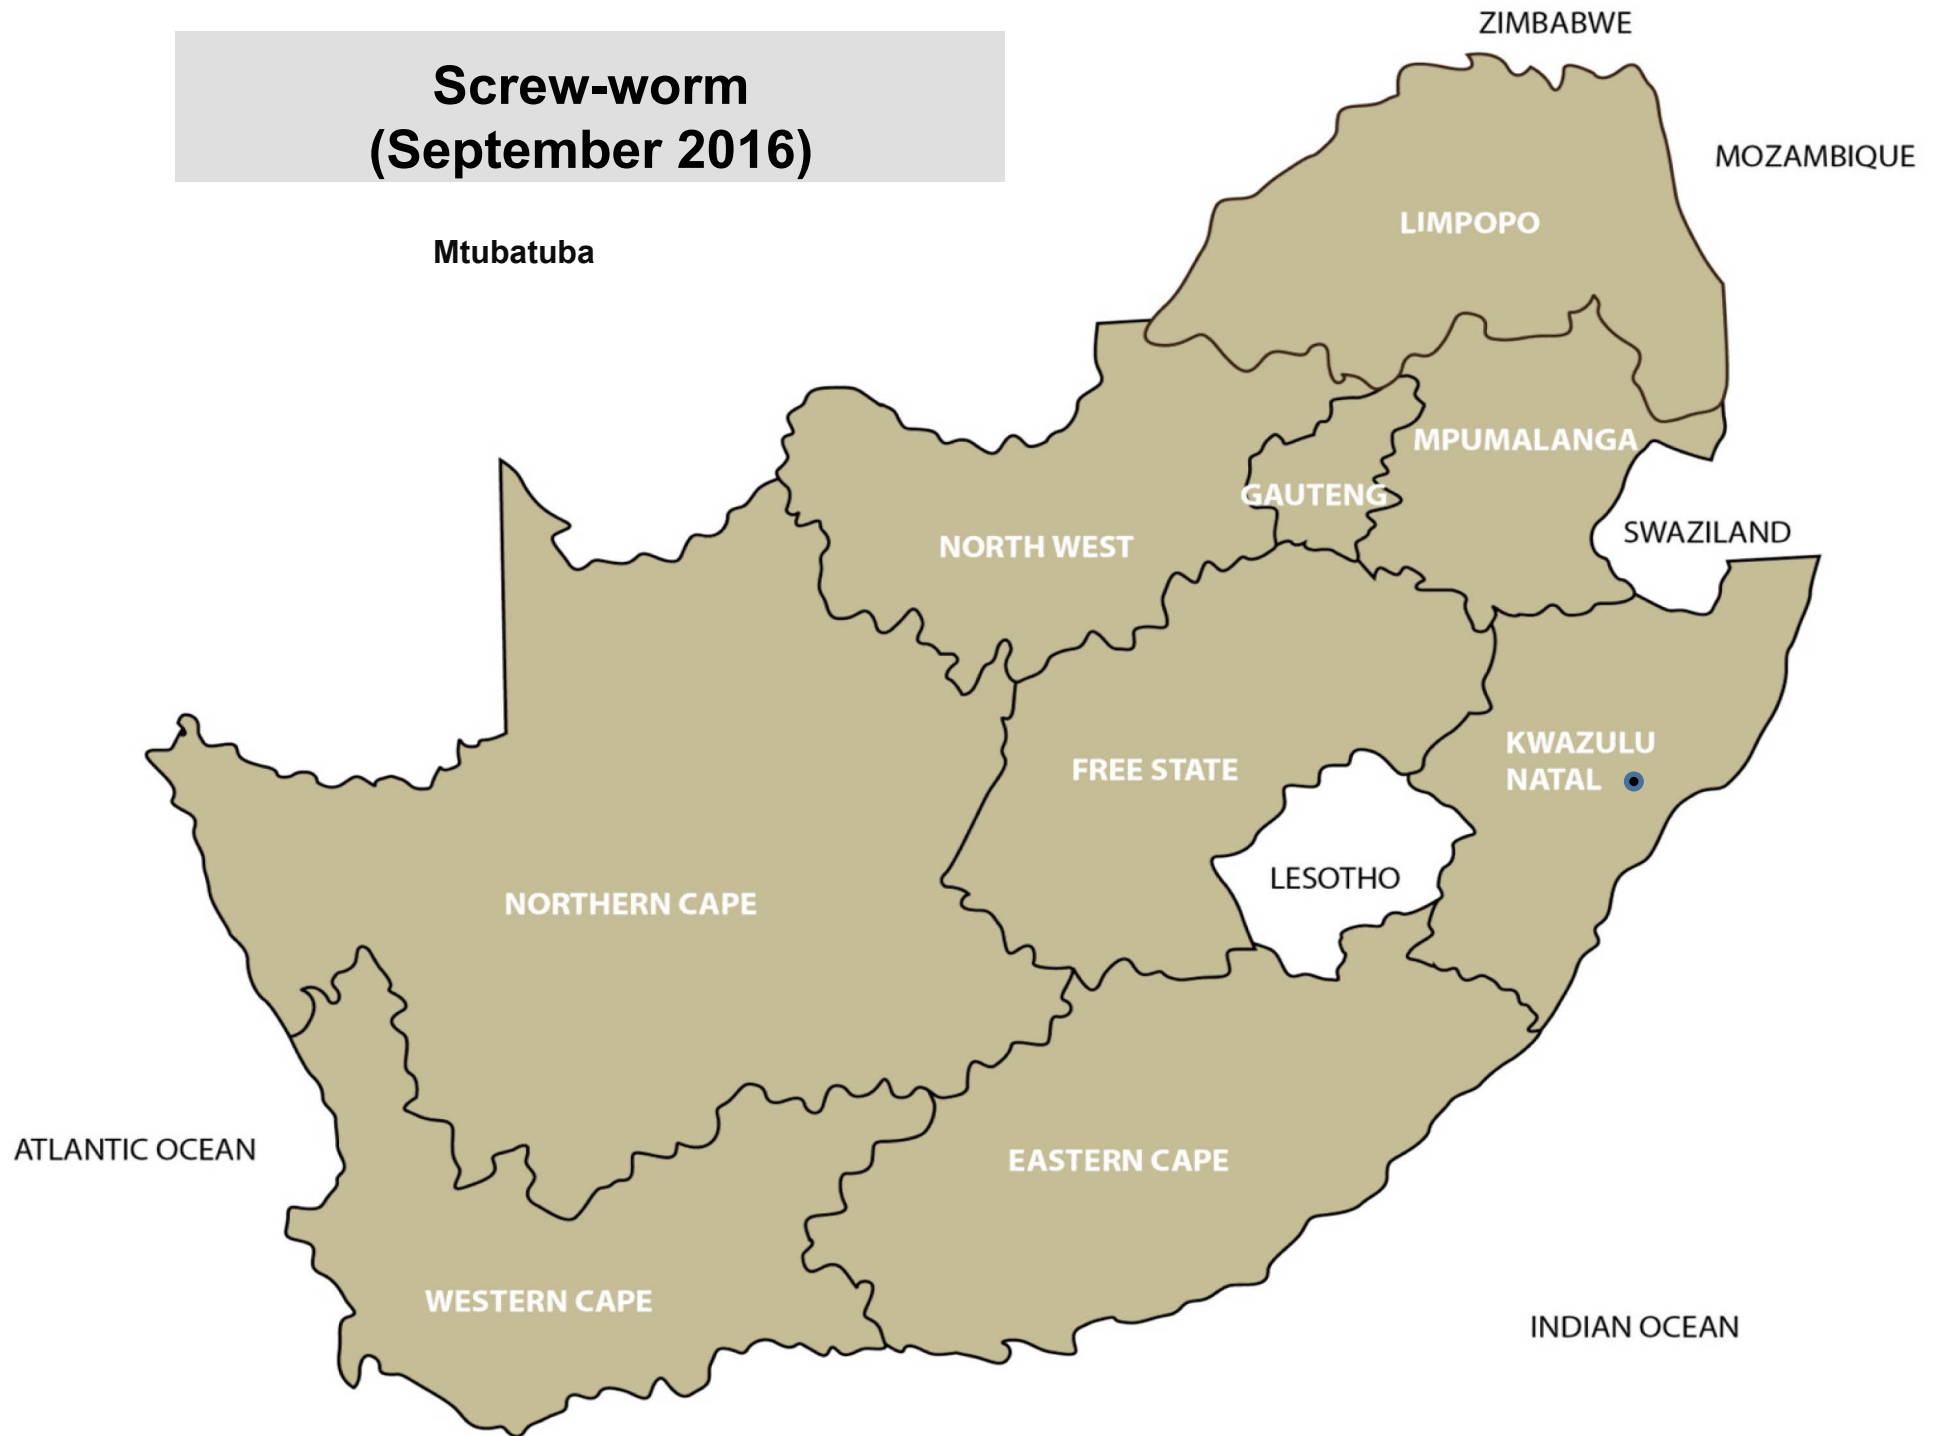 Screw-worm
(September 2016)
Mtubatuba
ZIMBABWE
MOZAMBIQUE
LIMPOPO
MPUMALANGA
GAUTENG
SWAZILAND
NORTH WEST
KWAZULU
NATAL
FREE STATE
LESOTHO
NORTHERN CAPE
ATLANTIC OCEAN
EASTERN CAPE
WESTERN CAPE
INDIAN OCEAN